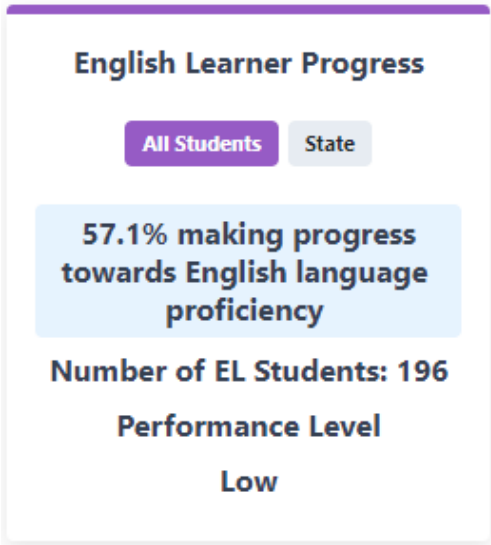 English Learner Progress
All Students
State
57.1% making progress
towards English language
proficiency
Number of EL Students: 196
Performance Level
Low